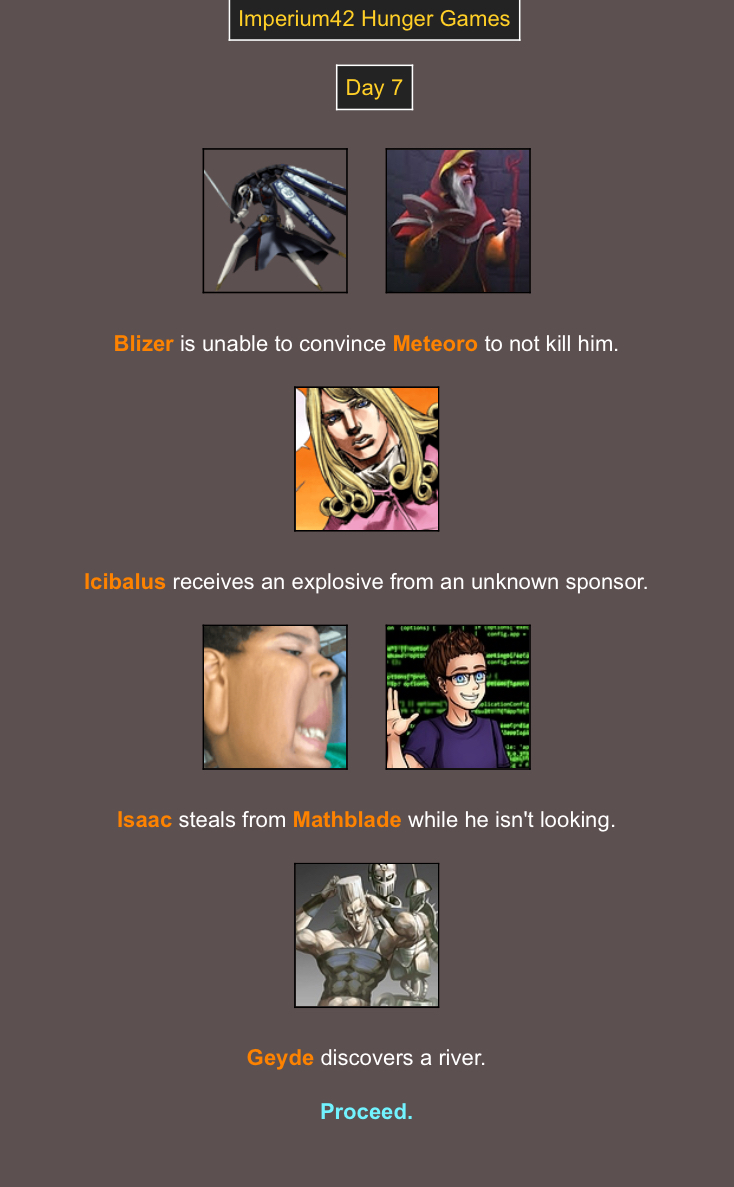 Imperium42 Hunger Games
Day 7
Blizer is unable to convince Meteoro to not kill him.
Icibalus receives an explosive from an unknown sponsor.
Isaac steals from Mathblade while he isn't looking.
Geyde discovers a river.
Proceed.